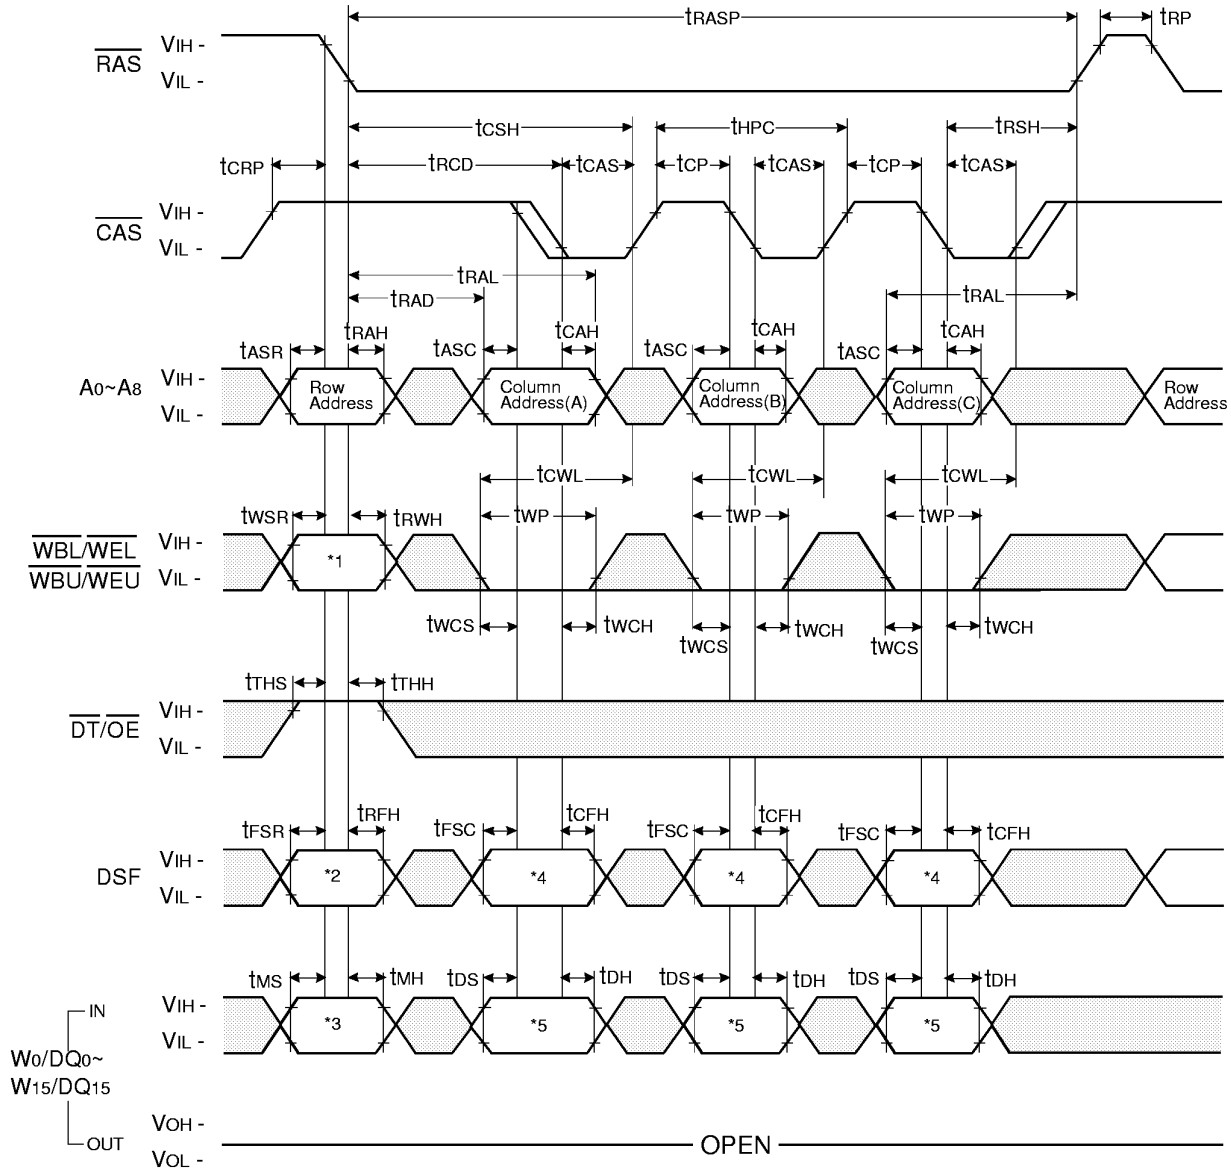 tRASP
tRP
RAS
VIH -
VIL -
tCSH
tHPC
tRSH
tCRP
tRCD
tCAS
tCP
tCAS
tCP
tCAS
CAS
VIH -
VIL -
tRAL
tRAD
tRAL
tASR
tRAH
tASC
tCAH
tASC
tCAH
tASC
tCAH
A0~A8
VIH -
VIL -
Row
Address
Column
Address(A)
Column
Address(B)
Column
Address(C)
Row
Address
tCWL
tCWL
tCWL
tWSR
tRWH
tWP
tWP
tWP
WBL/WEL
WBU/WEU
VIH -
VIL -
*1
tWCS
tWCH
tWCS
tWCH
tWCS
tWCH
tTHS
tTHH
DT/OE
VIH -
VIL -
tFSR
tRFH
tFSC
tCFH
tFSC
tCFH
tFSC
tCFH
DSF
VIH -
VIL -
*2
*4
*4
*4
tMS
tMH
tDS
tDH
tDS
tDH
tDS
tDH
IN
VIH -
VIL -
*3
*5
*5
*5
W0/DQ0~
W15/DQ15
OUT
VOH -
VOL -
OPEN